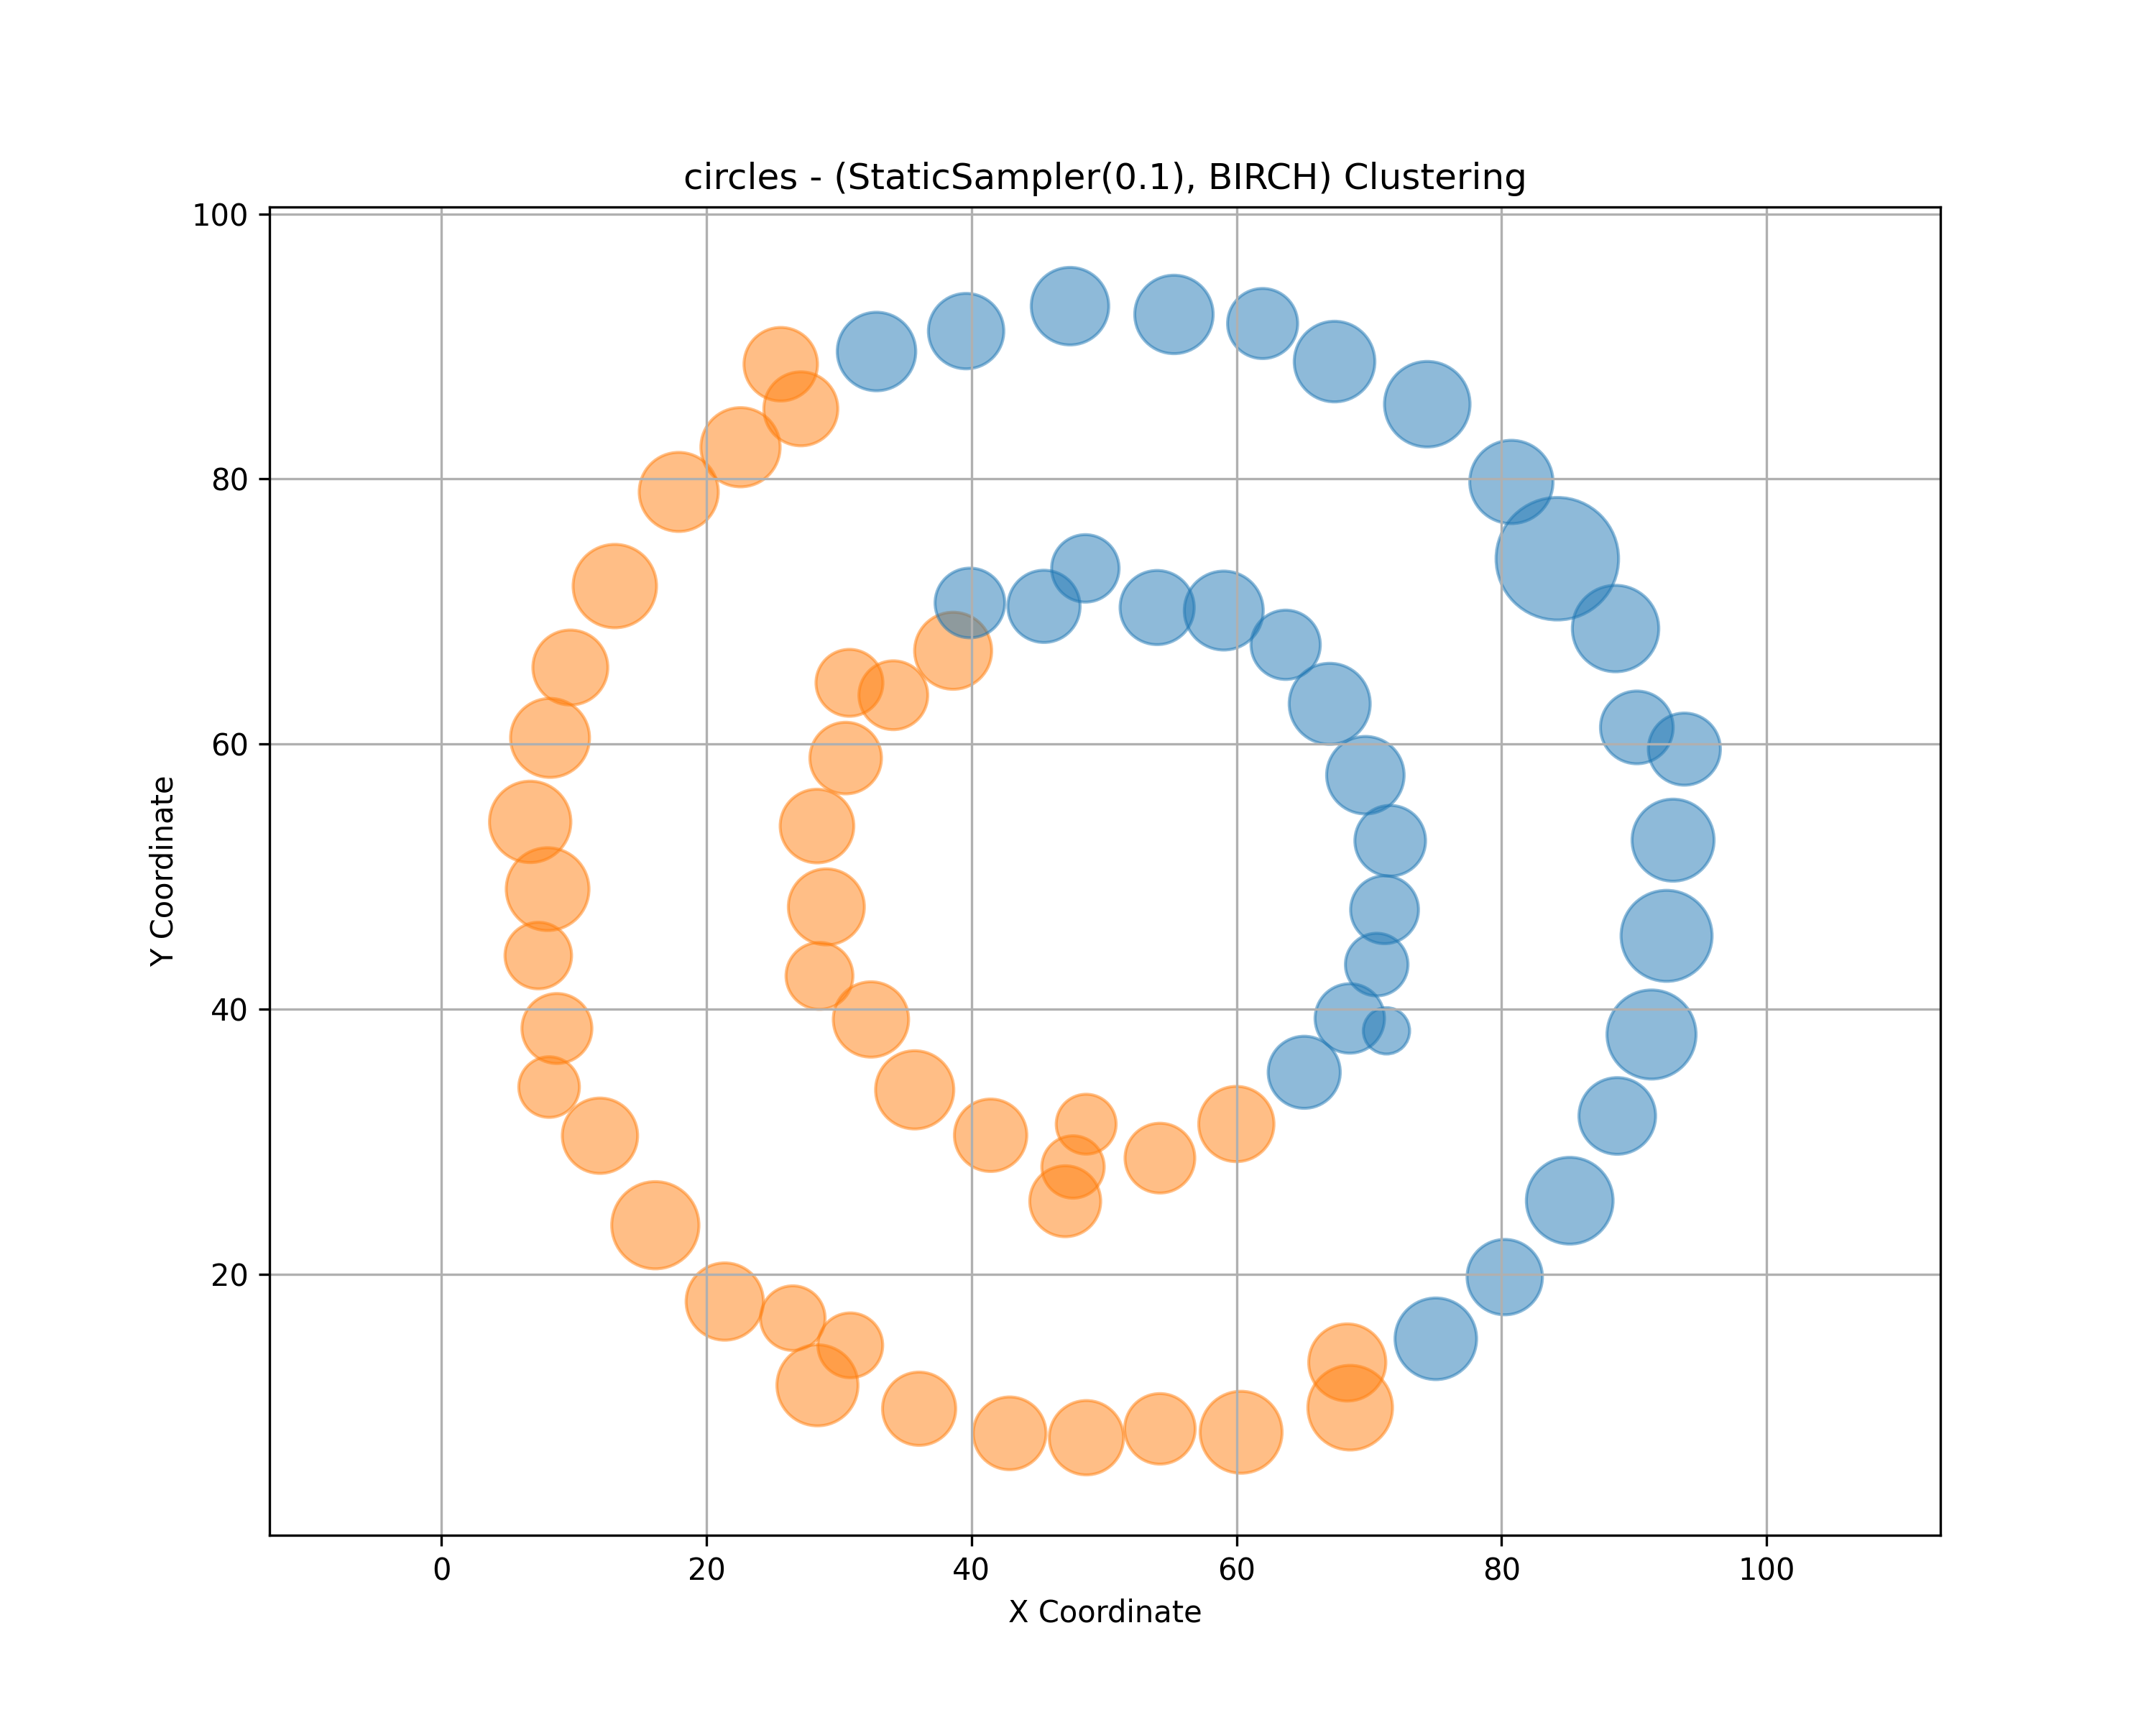 circles - (StaticSampler(0.1), BIRCH) Clustering
100
80
60
40
20
Y Coordinate
0 20 40 60 80 100
X Coordinate